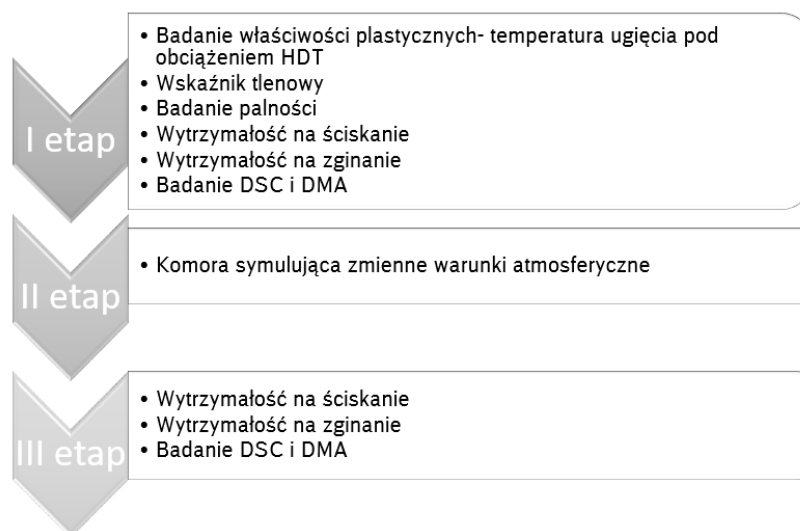 I etap
• Badanie właściwości plastycznych- temperatura ugięcia pod
obciążeniem HDT
• Wskaźnik tlenowy
• Badanie palności
• Wytrzymałość na ściskanie
• Wytrzymałość na zginanie
• Badanie DSC i DMA
II etap
• Komora symulująca zmienne warunki atmosferyczne
III etap
• Wytrzymałość na ściskanie
• Wytrzymałość na zginanie
• Badanie DSC i DMA